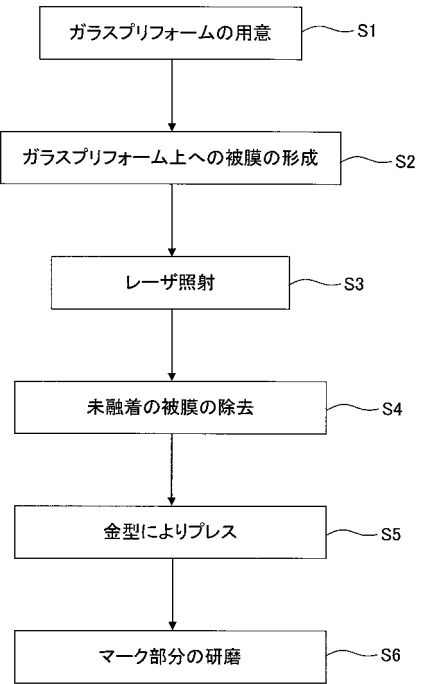 ガラスプリフォームの用意 S1
ガラスプリフォーム上への被膜の形成 S2
レーザ照射 S3
未融着の被膜の除去 S4
金型によりプレス S5
マーク部分の研磨 S6